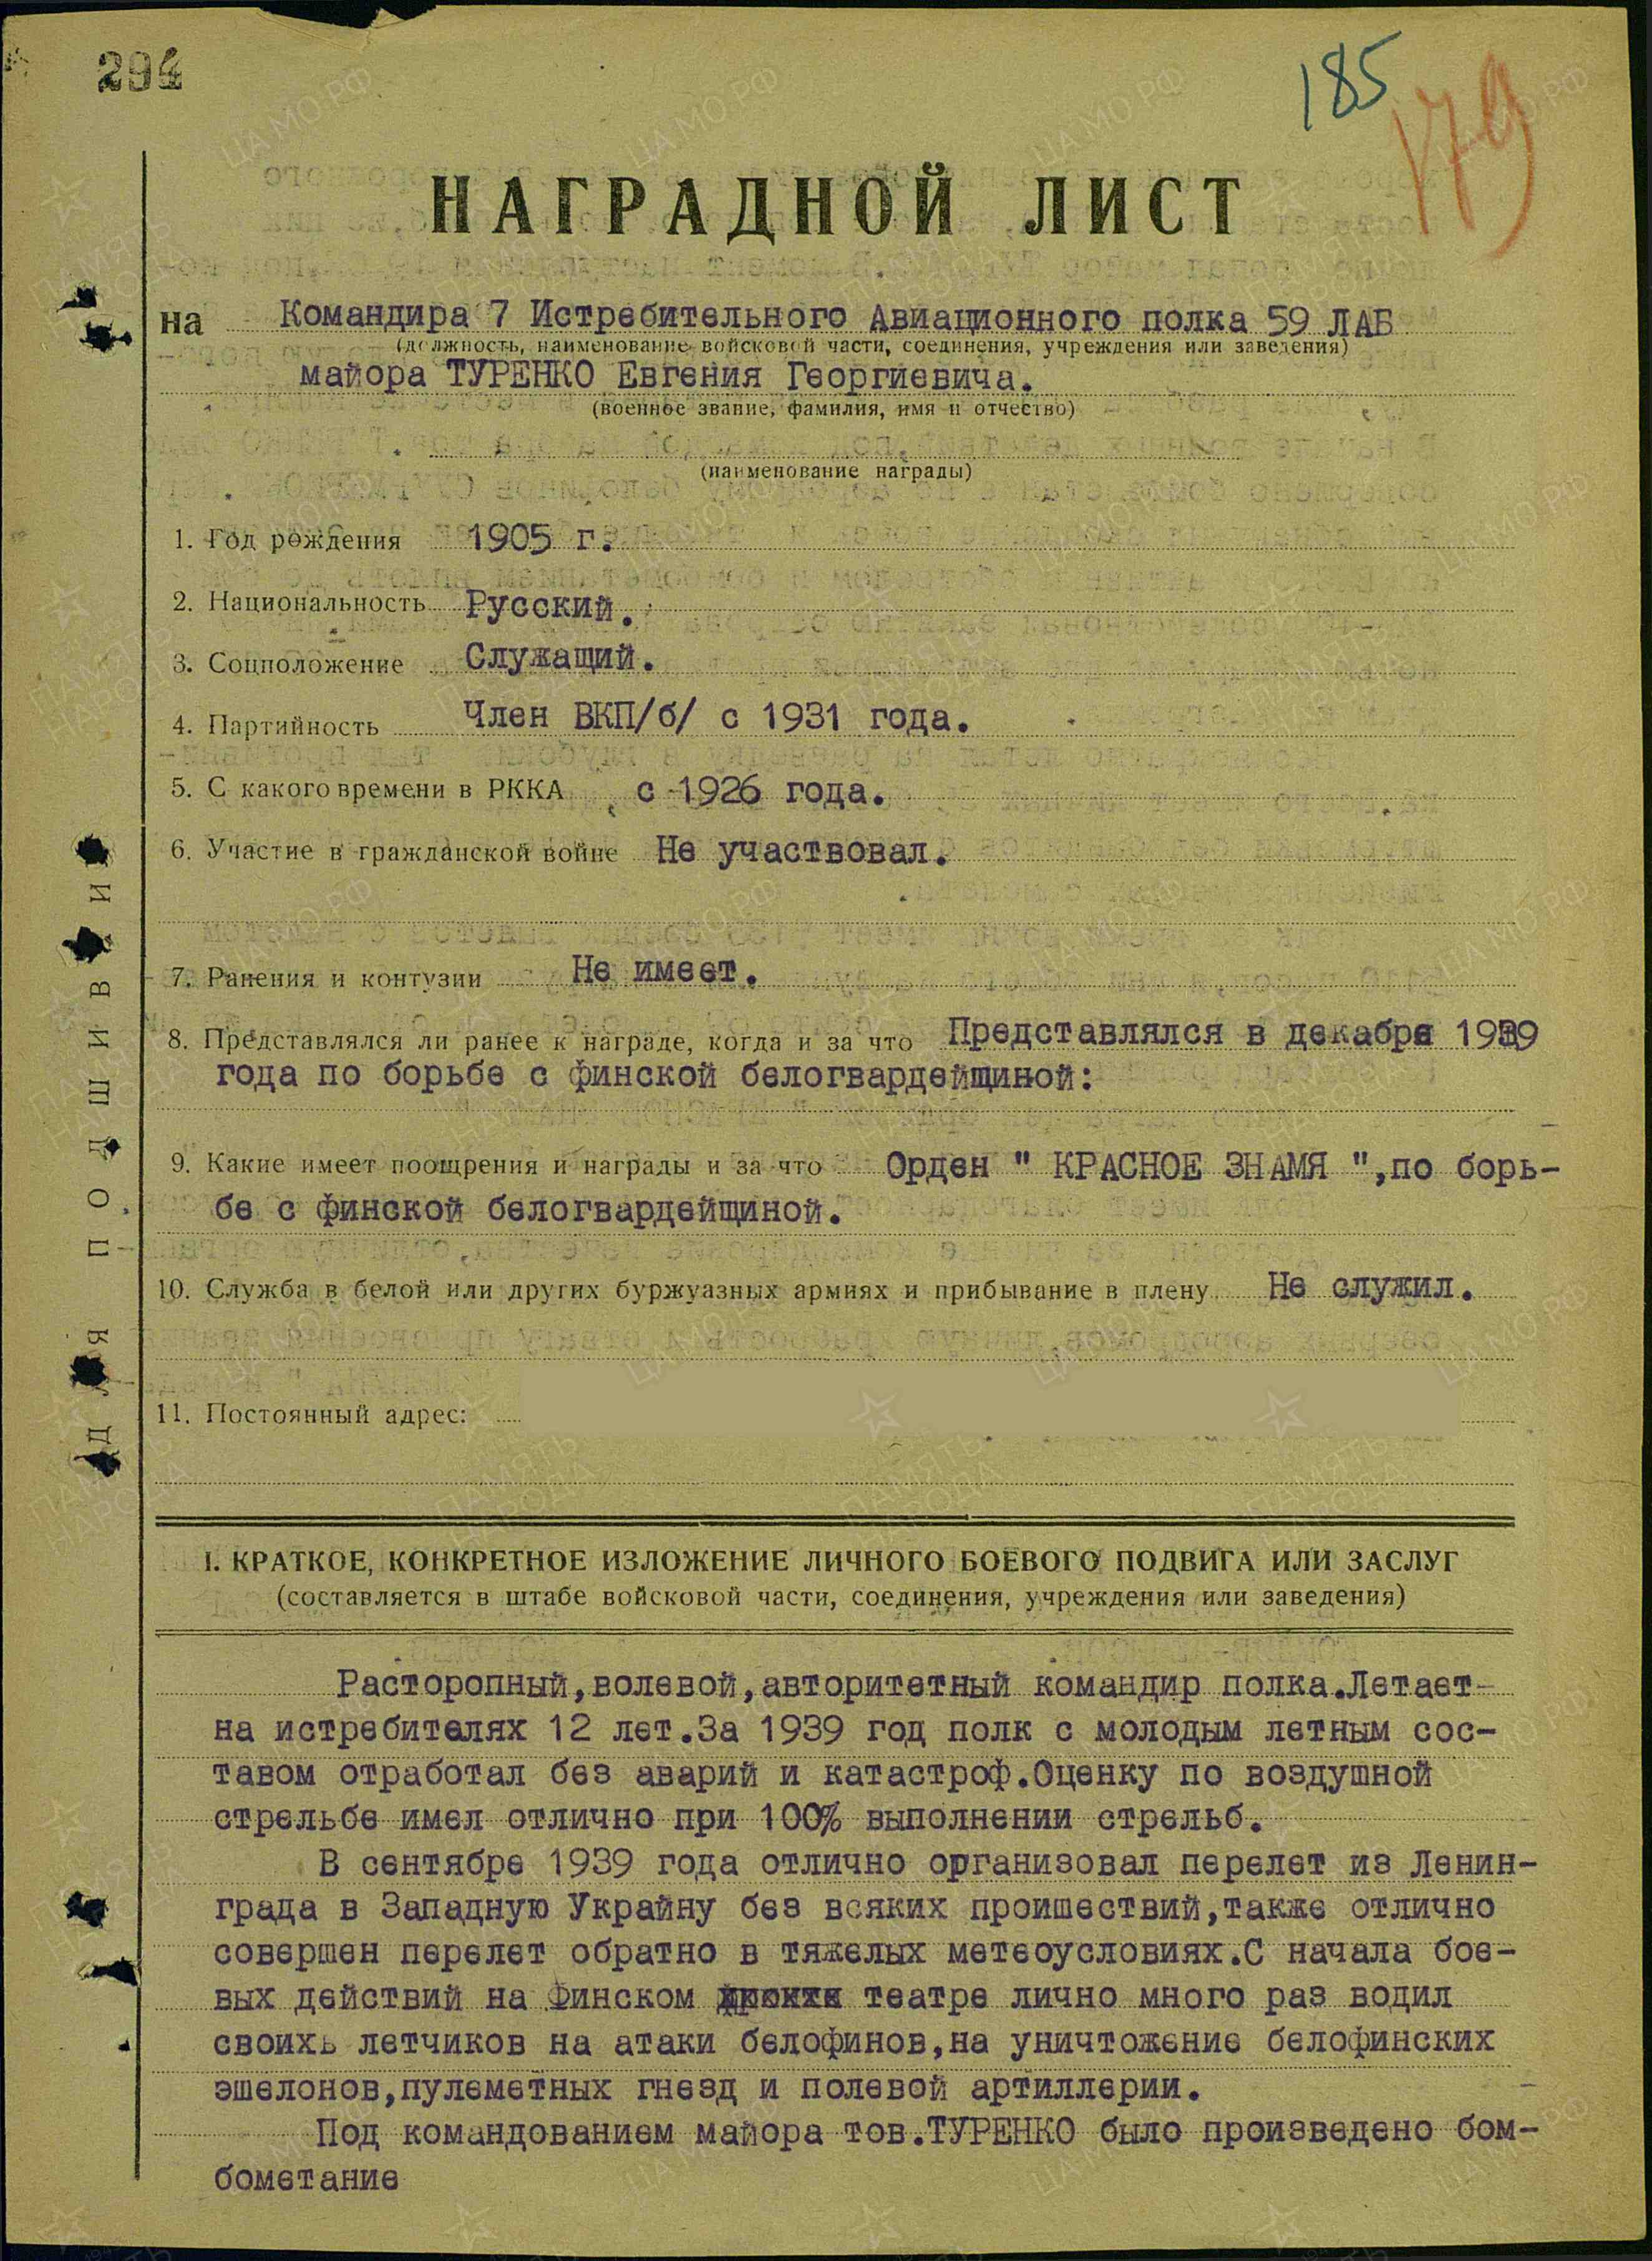 294
185
179
НАГРАДНОЙ ЛИСТ
на Командира 7 Истребительного Авиационного полка 59 ЛАБ
(должность, наименование войсковой части, соединения, учреждения или заведения)
майора ТУРЕНКО Евгения Георгиевича.
(военное звание, фамилия, имя и отчество)
(наименование награды)
1. Год рождения 1905 г.
2. Национальность Русский.
3. Соцположение Служащий.
4. Партийность Член ВКП/б/ с 1931 года.
5. С какого времени в РККА с 1926 года.
6. Участие в гражданской войне Не участвовал.
7. Ранения и контузии Не имеет.
8. Представлялся ли ранее к награде, когда и за что Представлялся в декабре 1939
года по борьбе с финской белогвардейщиной:
9. Какие имеет поощрения и награды и за что Орден " КРАСНОЕ ЗНАМЯ ",по борь-
бе с финской белогвардейщиной.
10. Служба в белой или других буржуазных армиях и прибывание в плену Не служил.
11. Постоянный адрес:
ДЛЯ ПОДШИВКИ
I. КРАТКОЕ, КОНКРЕТНОЕ ИЗЛОЖЕНИЕ ЛИЧНОГО БОЕВОГО ПОДВИГА ИЛИ ЗАСЛУГ
(составляется в штабе войсковой части, соединения, учреждения или заведения)
Расторопный,волевой,авторитетный командир полка.Летает
на истребителях 12 лет.За 1939 год полк с молодым летным сос-
тавом отработал без аварий и катастроф.Оценку по воздушной
стрельбе имел отлично при 100% выполнении стрельб.
В сентябре 1939 года отлично организовал перелет из Ленин-
града в Западную Украйну без всяких проишествий,также отлично
совершен перелет обратно в тяжелых метеоусловиях.С начала бое-
вых действий на Финском театре лично много раз водил
своихь летчиков на атаки белофинов,на уничтожение белофинских
эшелонов,пулеметных гнезд и полевой артиллерии.
Под командованием майора тов.ТУРЕНКО было произведено бом-
бометание